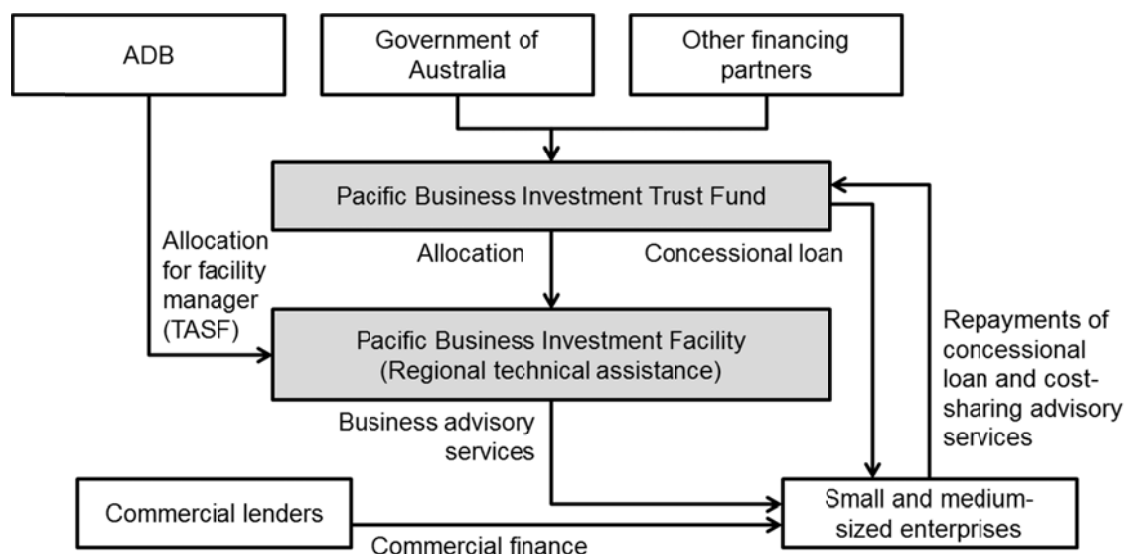 ADB
Government of
Australia
Other financing
partners
Pacific Business Investment Trust Fund
Allocation
for facility
manager
(TASF)
Allocation
Concessional loan
Pacific Business Investment Facility
(Regional technical assistance)
Repayments of
concessional
loan and cost-
sharing advisory
services
Business advisory
services
Commercial lenders
Commercial finance
Small and medium-
sized enterprises